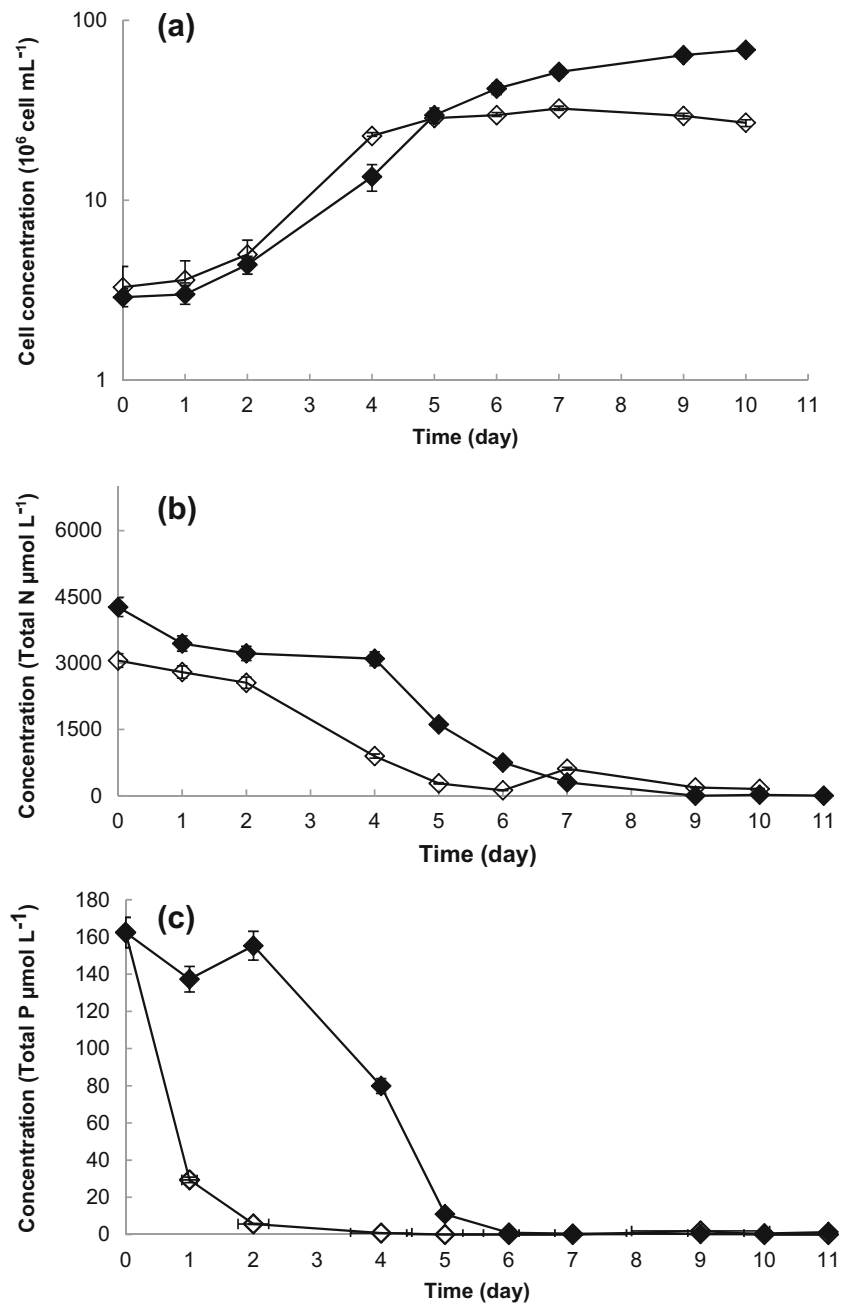 (a)
Cell concentration (10⁶ cell mL⁻¹)
100
10
1
0 1 2 3 4 5 6 7 8 9 10 11
Time (day)
(b)
Concentration (Total N µmol L⁻¹)
6000
4500
3000
1500
0
0 1 2 3 4 5 6 7 8 9 10 11
Time (day)
(c)
Concentration (Total P µmol L⁻¹)
180
160
140
120
100
80
60
40
20
0
0 1 2 3 4 5 6 7 8 9 10 11
Time (day)